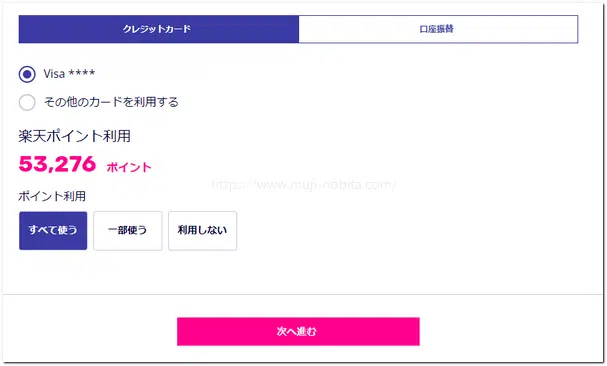 クレジットカード 口座振替
Visa ****
その他のカードを利用する
楽天ポイント利用
53,276 ポイント
https://www.muji-nobita.com/
ポイント利用
すべて使う 一部使う 利用しない
次へ進む